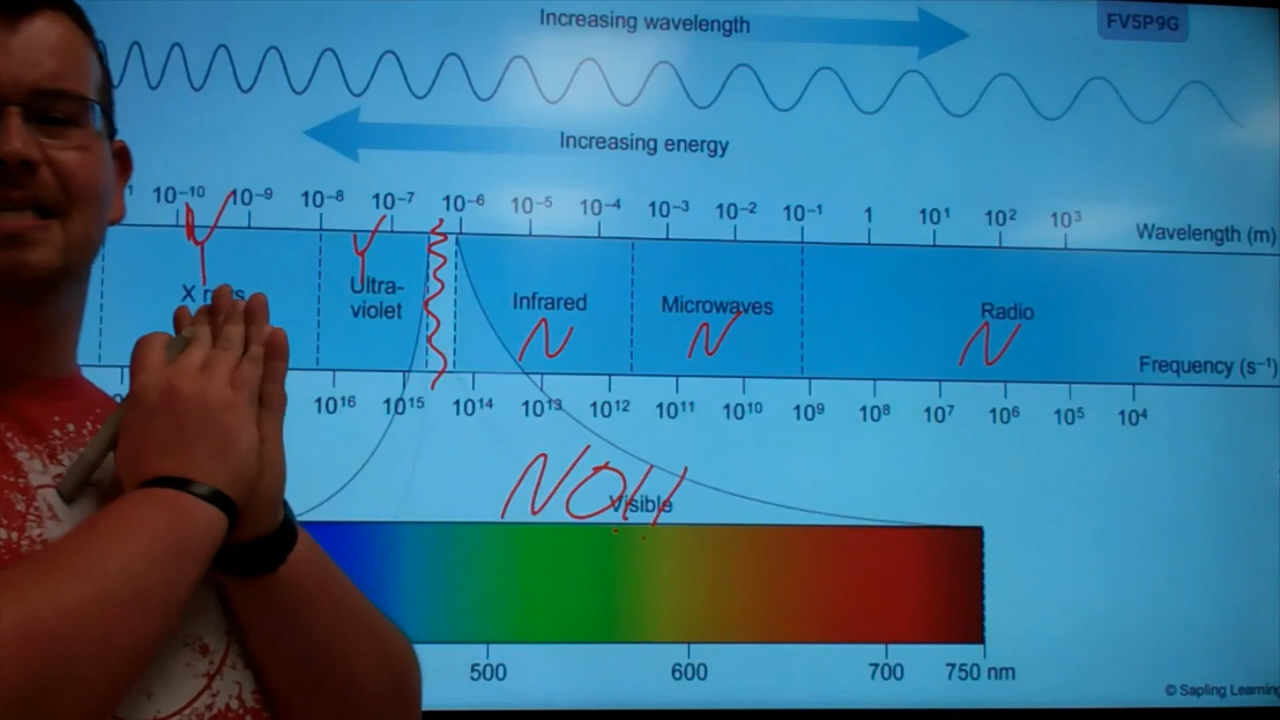 Increasing wavelength
FV5P9G
Increasing energy
10⁻¹⁰ 10⁻⁹ 10⁻⁸ 10⁻⁷ 10⁻⁶ 10⁻⁵ 10⁻⁴ 10⁻³ 10⁻² 10⁻¹ 1 10¹ 10² 10³
Wavelength (m)
Y Y
X
Ultra-
violet
Infrared
Microwaves
Radio
N N N
Frequency (s⁻¹)
10¹⁶ 10¹⁵ 10¹⁴ 10¹³ 10¹² 10¹¹ 10¹⁰ 10⁹ 10⁸ 10⁷ 10⁶ 10⁵ 10⁴
NO!!
Visible
500 600 700 750 nm
© Sapling Learning